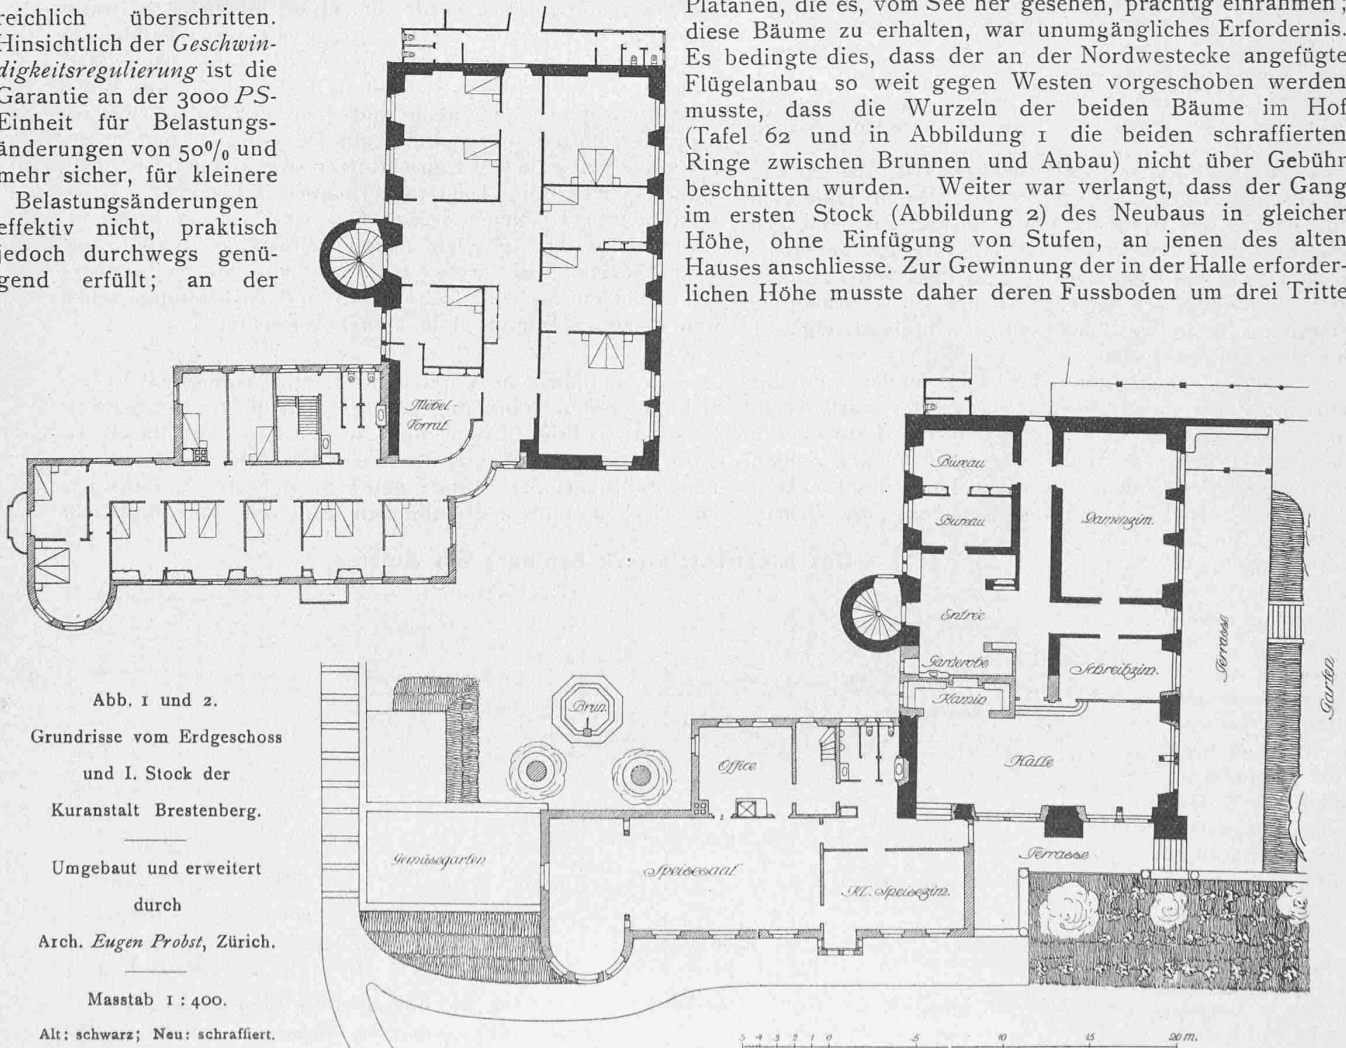 reichlich überschritten.
Hinsichtlich der Geschwin-
digkeitsregulierung ist die
Garantie an der 3000 PS-
Einheit für Belastungs-
änderungen von 50% und
mehr sicher, für kleinere
Belastungsänderungen
effektiv nicht, praktisch
jedoch durchwegs genü-
gend erfüllt; an der
Platanen, die es, vom See her gesehen, prächtig einrahmen;
diese Bäume zu erhalten, war unumgängliches Erfordernis.
Es bedingte dies, dass der an der Nordwestecke angefügte
Flügelanbau so weit gegen Westen vorgeschoben werden
musste, dass die Wurzeln der beiden Bäume im Hof
(Tafel 62 und in Abbildung 1 die beiden schraffierten
Ringe zwischen Brunnen und Anbau) nicht über Gebühr
beschnitten wurden. Weiter war verlangt, dass der Gang
im ersten Stock (Abbildung 2) des Neubaus in gleicher
Höhe, ohne Einfügung von Stufen, an jenen des alten
Hauses anschliesse. Zur Gewinnung der in der Halle erforder-
lichen Höhe musste daher deren Fussboden um drei Tritte
Möbel
Vorrat
Bureau
Bureau
Damenzim.
Entrée
Garderobe
Schreibzim.
Kamin
Halle
Terrasse
Garten
Terrasse
Brun.
Office
Gemüsegarten
Speisesaal
Kl. Speisezim.
Abb. 1 und 2.
Grundrisse vom Erdgeschoss
und I. Stock der
Kuranstalt Brestenberg.
Umgebaut und erweitert
durch
Arch. Eugen Probst, Zürich.
Masstab 1 : 400.
Alt: schwarz; Neu: schraffiert.
5 4 3 2 1 0 5 10 15 20 m.